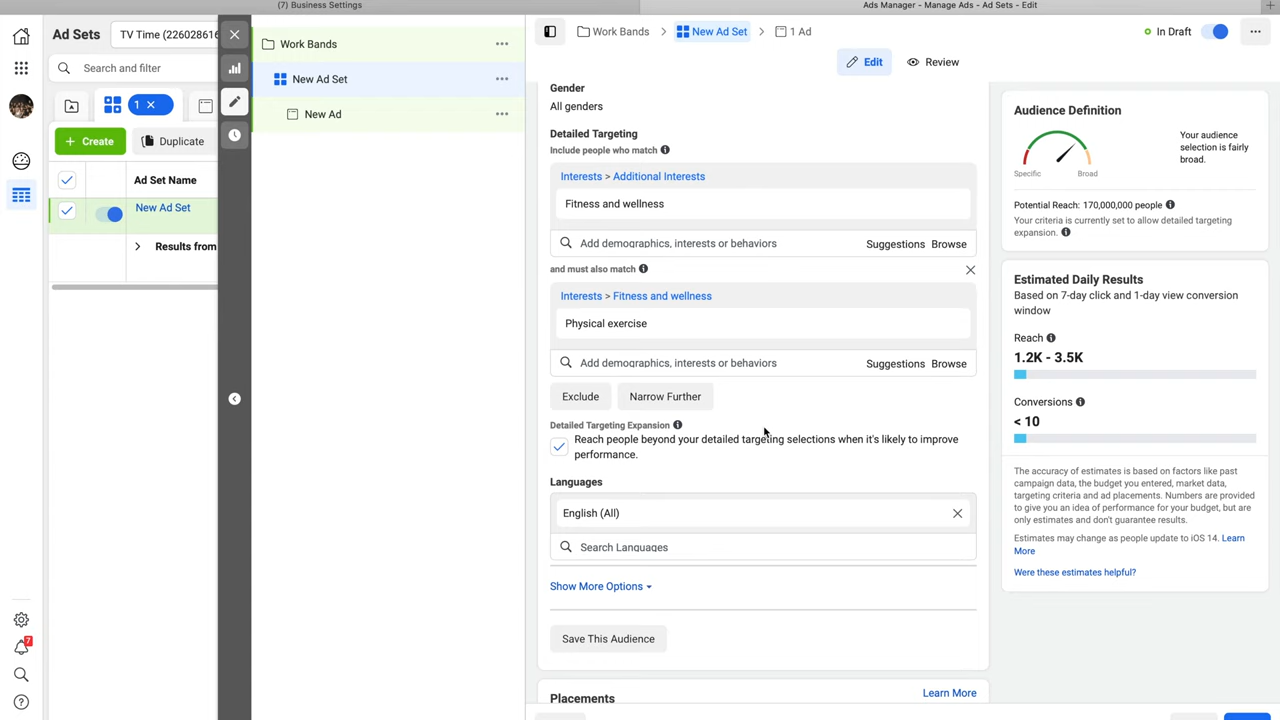 (7) Business Settings
Ads Manager - Manage Ads - Ad Sets - Edit
Ad Sets
TV Time (226028616
Search and filter
1
Create
Duplicate
Ad Set Name
New Ad Set
Results from
7
Work Bands
New Ad Set
New Ad
Work Bands
New Ad Set
1 Ad
In Draft
Edit
Review
Gender
All genders
Detailed Targeting
Include people who match
Interests > Additional Interests
Fitness and wellness
Add demographics, interests or behaviors
Suggestions
Browse
and must also match
Interests > Fitness and wellness
Physical exercise
Add demographics, interests or behaviors
Suggestions
Browse
Exclude
Narrow Further
Detailed Targeting Expansion
Reach people beyond your detailed targeting selections when it's likely to improve
performance.
Languages
English (All)
Search Languages
Show More Options
Save This Audience
Placements
Learn More
Audience Definition
Specific
Broad
Your audience
selection is fairly
broad.
Potential Reach: 170,000,000 people
Your criteria is currently set to allow detailed targeting
expansion.
Estimated Daily Results
Based on 7-day click and 1-day view conversion
window
Reach
1.2K - 3.5K
Conversions
< 10
The accuracy of estimates is based on factors like past
campaign data, the budget you entered, market data,
targeting criteria and ad placements. Numbers are provided
to give you an idea of performance for your budget, but are
only estimates and don't guarantee results.
Estimates may change as people update to iOS 14. Learn
More
Were these estimates helpful?